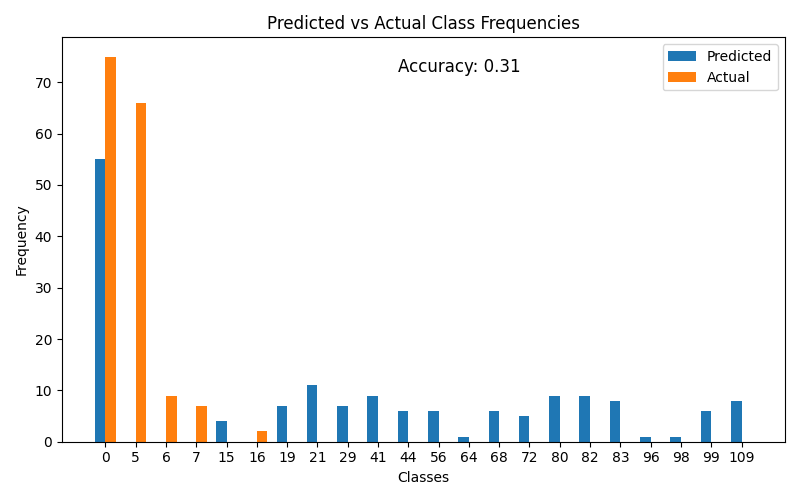 Predicted vs Actual Class Frequencies
Accuracy: 0.31
Predicted
Actual
Frequency
70
60
50
40
30
20
10
0
0 5 6 7 15 16 19 21 29 41 44 56 64 68 72 80 82 83 96 98 99 109
Classes